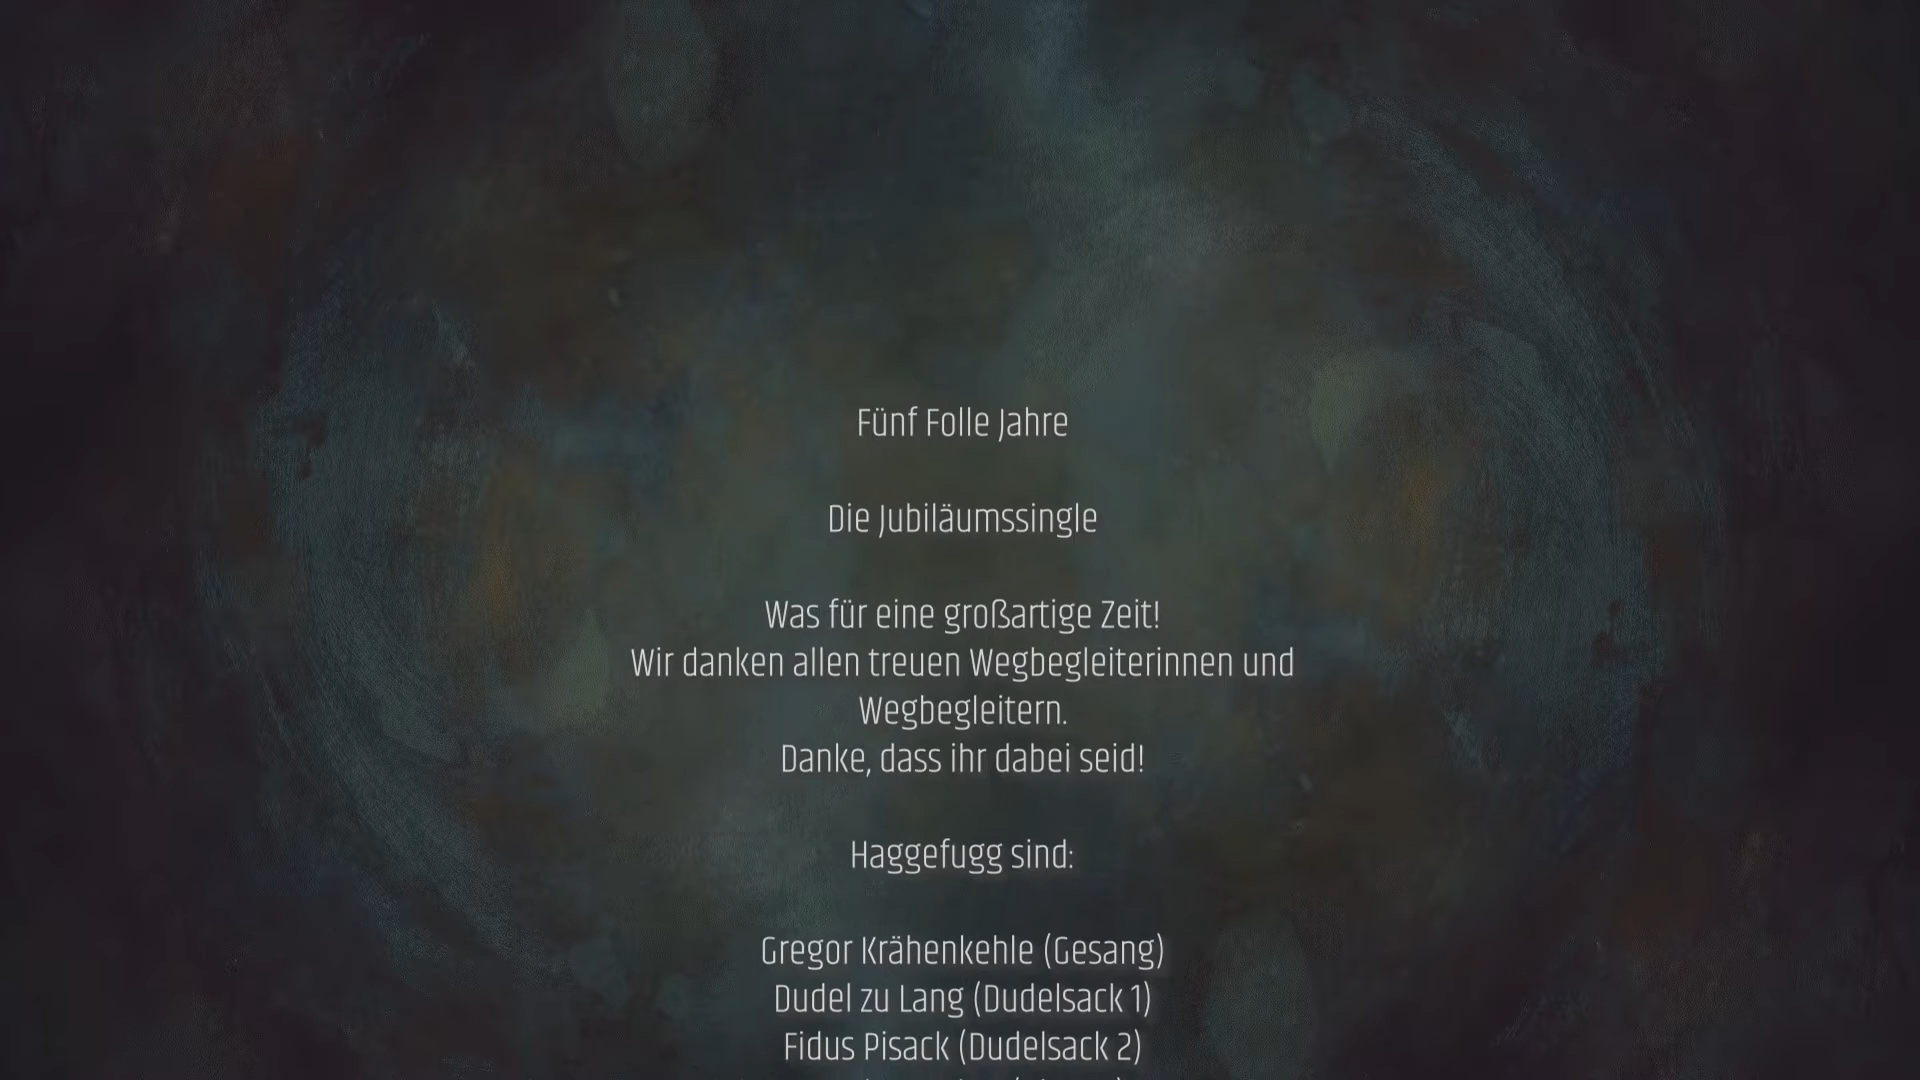 Fünf Folle Jahre
Die Jubiläumssingle
Was für eine großartige Zeit!
Wir danken allen treuen Wegbegleiterinnen und
Wegbegleitern.
Danke, dass ihr dabei seid!
Haggefugg sind:
Gregor Krähenkehle (Gesang)
Dudel zu Lang (Dudelsack 1)
Fidus Pisack (Dudelsack 2)